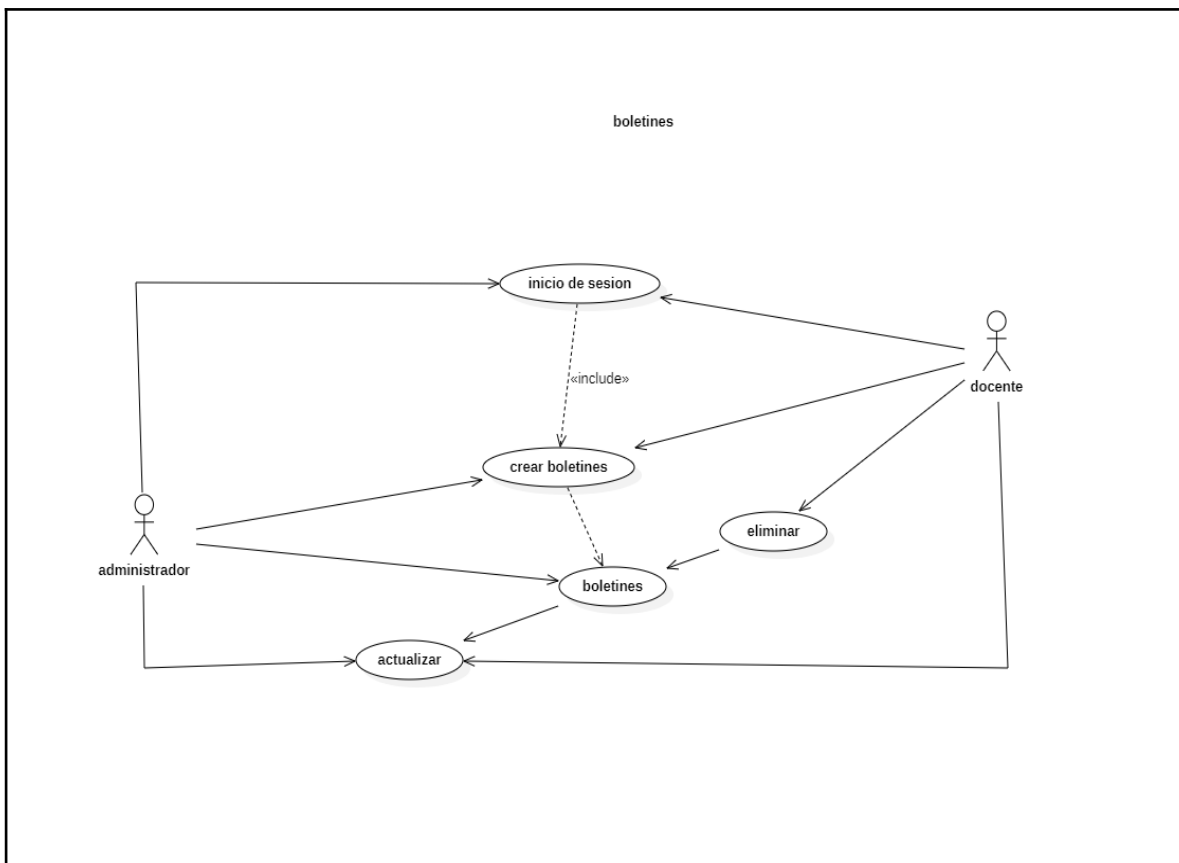 boletines
inicio de sesion
docente
«include»
crear boletines
eliminar
administrador
boletines
actualizar